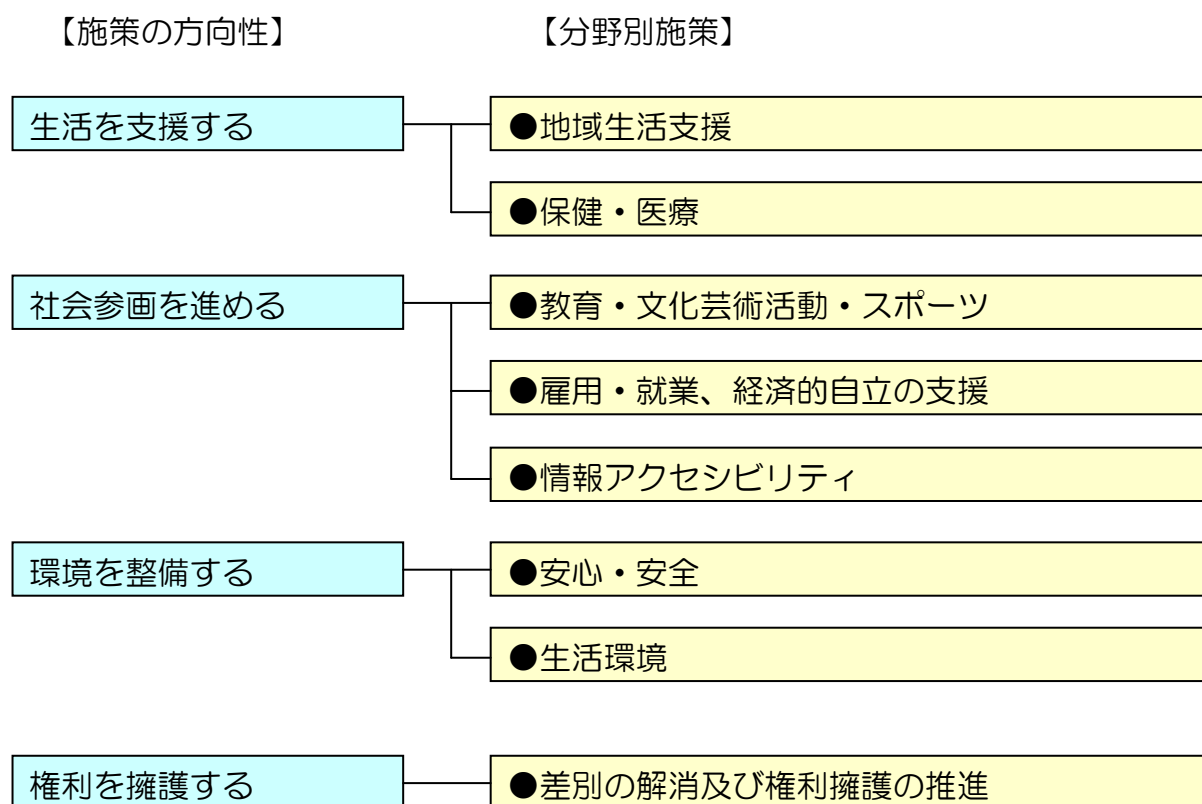 【施策の方向性】 【分野別施策】
生活を支援する ●地域生活支援
●保健・医療
社会参画を進める ●教育・文化芸術活動・スポーツ
●雇用・就業、経済的自立の支援
●情報アクセシビリティ
環境を整備する ●安心・安全
●生活環境
権利を擁護する ●差別の解消及び権利擁護の推進